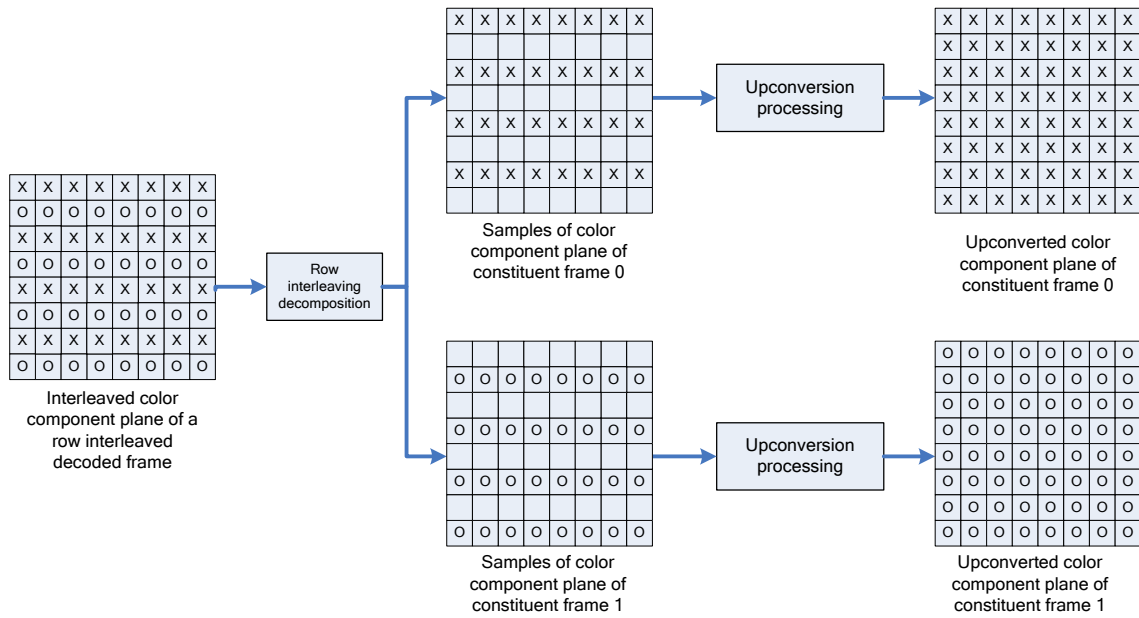 X X X X X X X X
X X X X X X X X
X X X X X X X X
X X X X X X X X
Samples of color
component plane of
constituent frame 0
Upconversion
processing
X X X X X X X X
X X X X X X X X
X X X X X X X X
X X X X X X X X
X X X X X X X X
X X X X X X X X
X X X X X X X X
X X X X X X X X
Upconverted color
component plane of
constituent frame 0
X X X X X X X X
O O O O O O O O
X X X X X X X X
O O O O O O O O
X X X X X X X X
O O O O O O O O
X X X X X X X X
O O O O O O O O
Interleaved color
component plane of a
row interleaved
decoded frame
Row
interleaving
decomposition
O O O O O O O O
O O O O O O O O
O O O O O O O O
O O O O O O O O
Samples of color
component plane of
constituent frame 1
Upconversion
processing
O O O O O O O O
O O O O O O O O
O O O O O O O O
O O O O O O O O
O O O O O O O O
O O O O O O O O
O O O O O O O O
O O O O O O O O
Upconverted color
component plane of
constituent frame 1